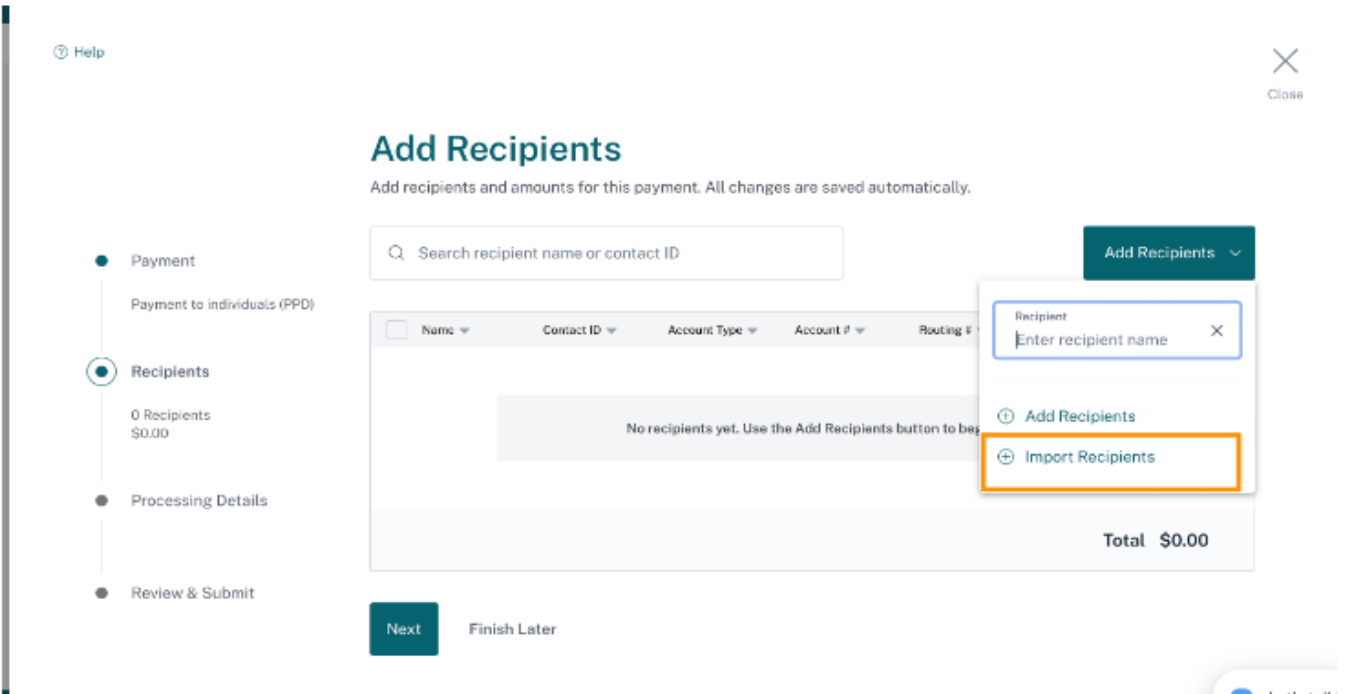 Help
Close
Add Recipients
Add recipients and amounts for this payment. All changes are saved automatically.
Search recipient name or contact ID
Add Recipients
Payment
Payment to individuals (PPD)
Recipients
0 Recipients
$0.00
Processing Details
Review & Submit
Name
Contact ID
Account Type
Account #
Routing #
Recipient
Enter recipient name
Add Recipients
Import Recipients
No recipients yet. Use the Add Recipients button to
Total $0.00
Next
Finish Later